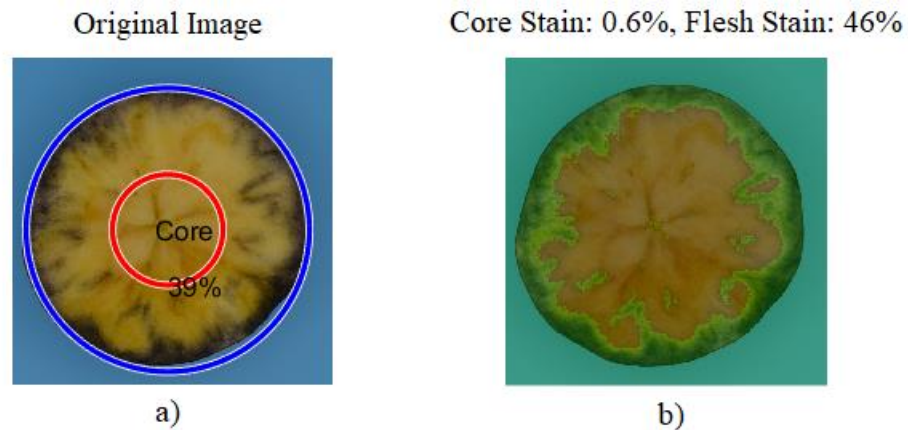 Original Image
Core Stain: 0.6%, Flesh Stain: 46%
Core
39%
a)
b)